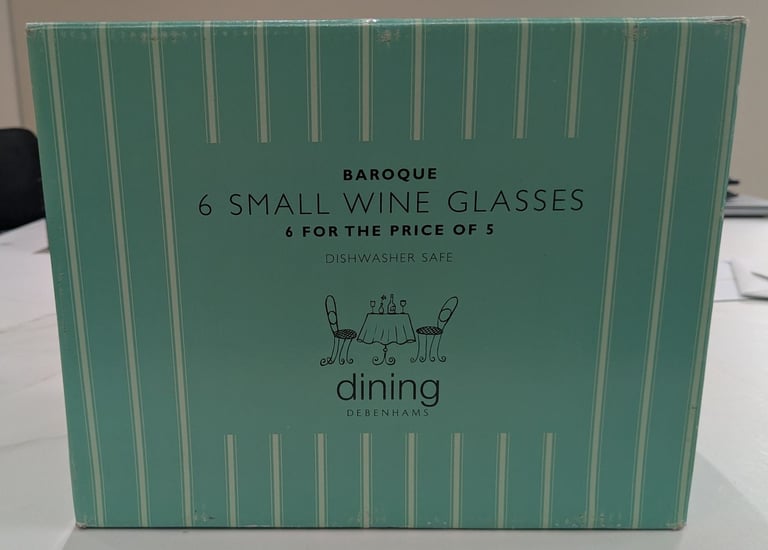 BAROQUE
6 SMALL WINE GLASSES
6 FOR THE PRICE OF 5
DISHWASHER SAFE
dining
DEBENHAMS